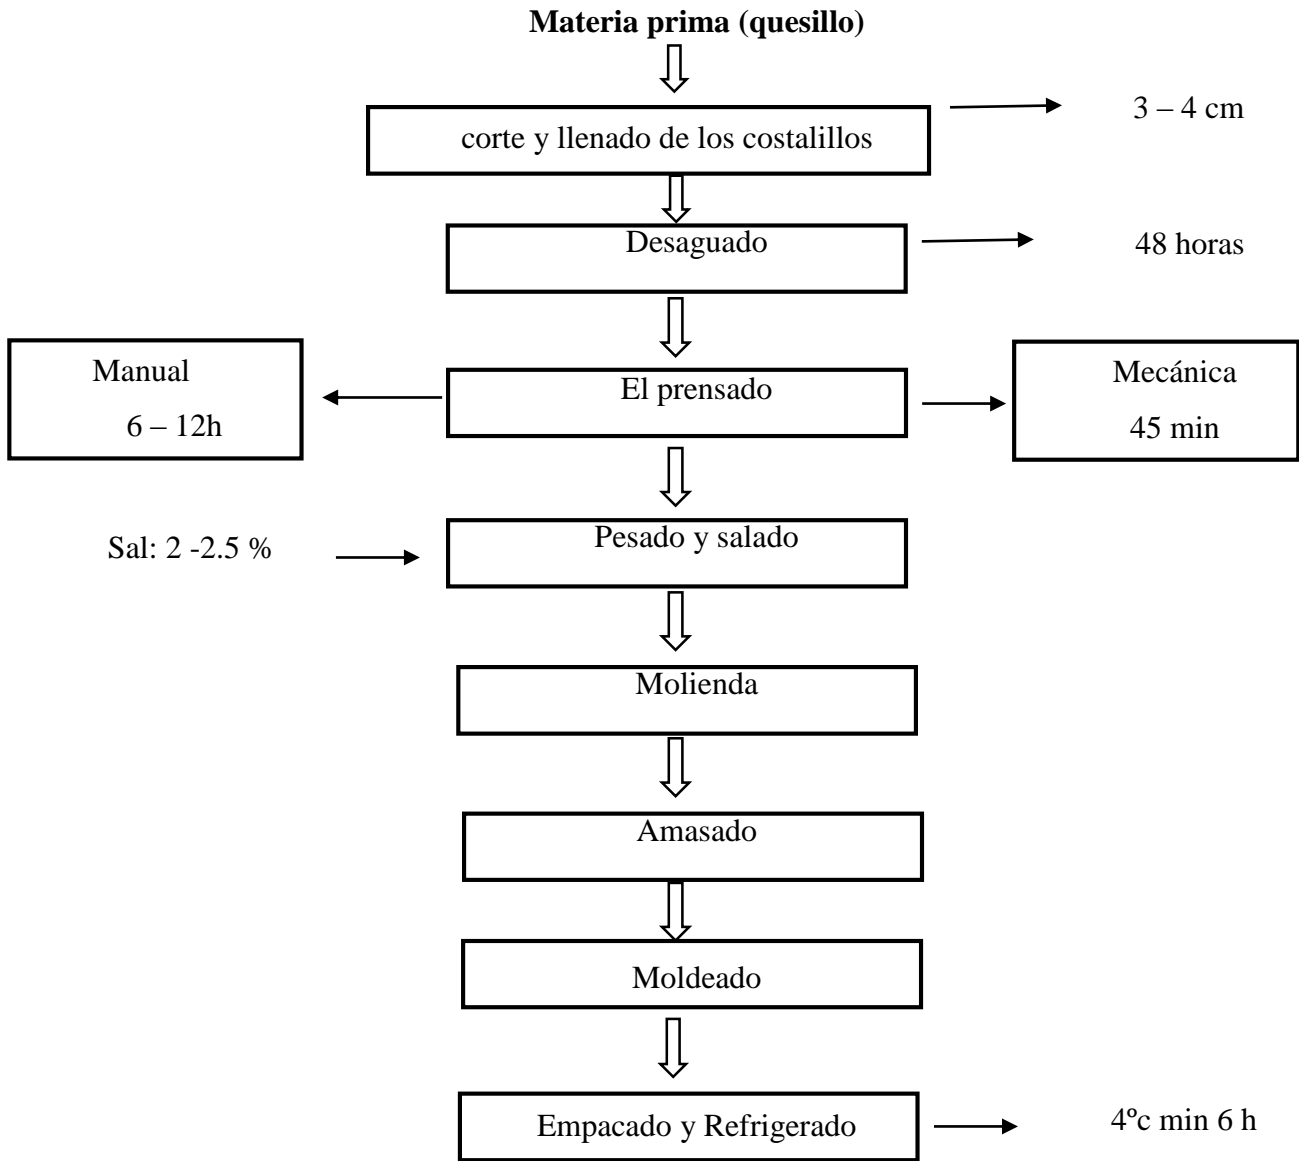 Materia prima (quesillo)
corte y llenado de los costalillos
3 – 4 cm
Desaguado
48 horas
Manual
6 – 12h
El prensado
Mecánica
45 min
Sal: 2 -2.5 %
Pesado y salado
Molienda
Amasado
Moldeado
Empacado y Refrigerado
4ºc min 6 h